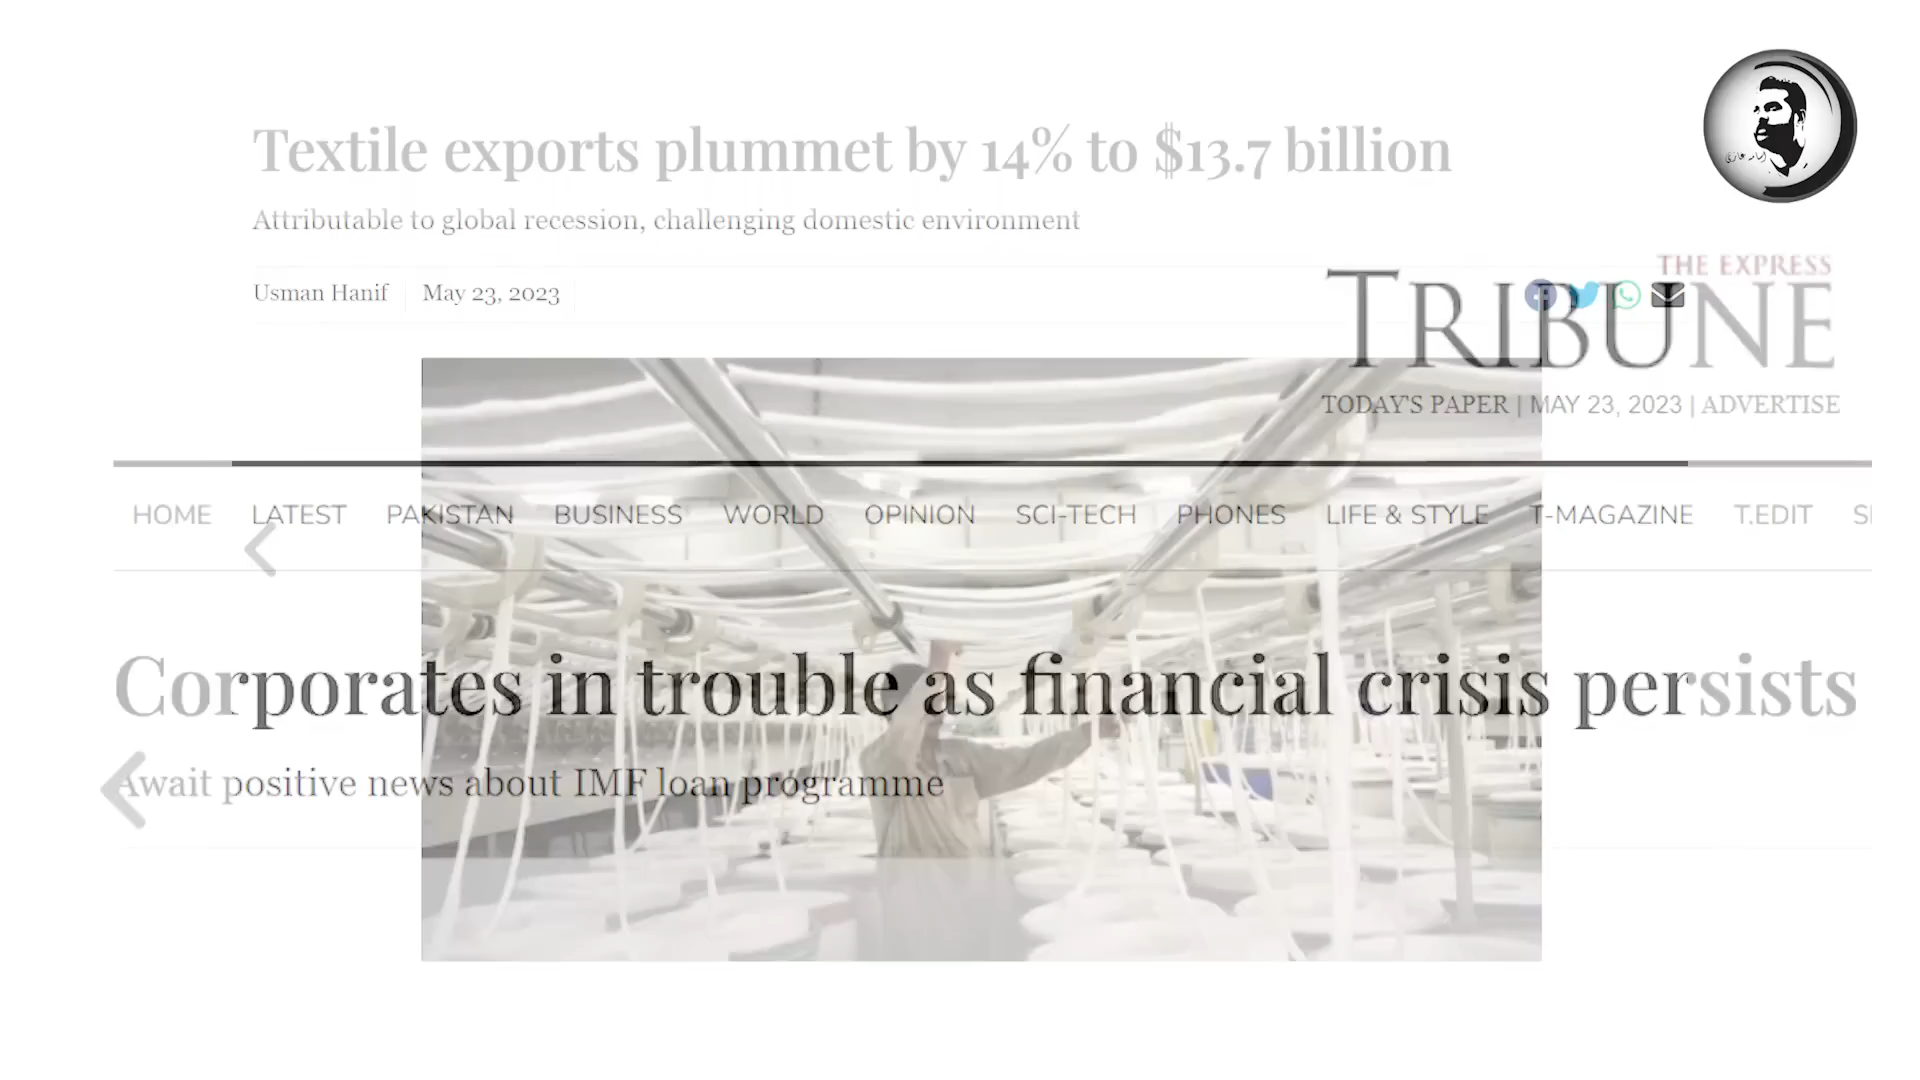 Textile exports plummet by 14% to $13.7 billion
Attributable to global recession, challenging domestic environment
Usman Hanif May 23, 2023
THE EXPRESS
TRIBUNE
TODAY'S PAPER | MAY 23, 2023 | ADVERTISE
HOME LATEST PAKISTAN BUSINESS WORLD OPINION SCI-TECH PHONES LIFE & STYLE T-MAGAZINE T.EDIT
Corporates in trouble as financial crisis persists
Await positive news about IMF loan programme